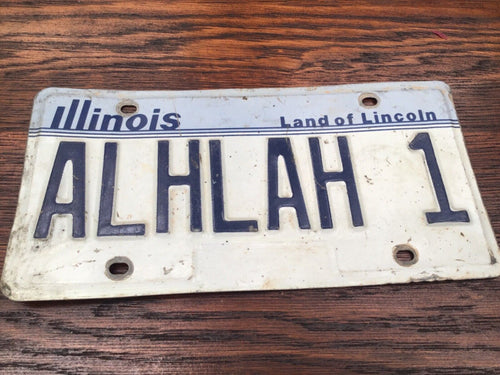 Illinois Land of Lincoln
ALHLAH 1